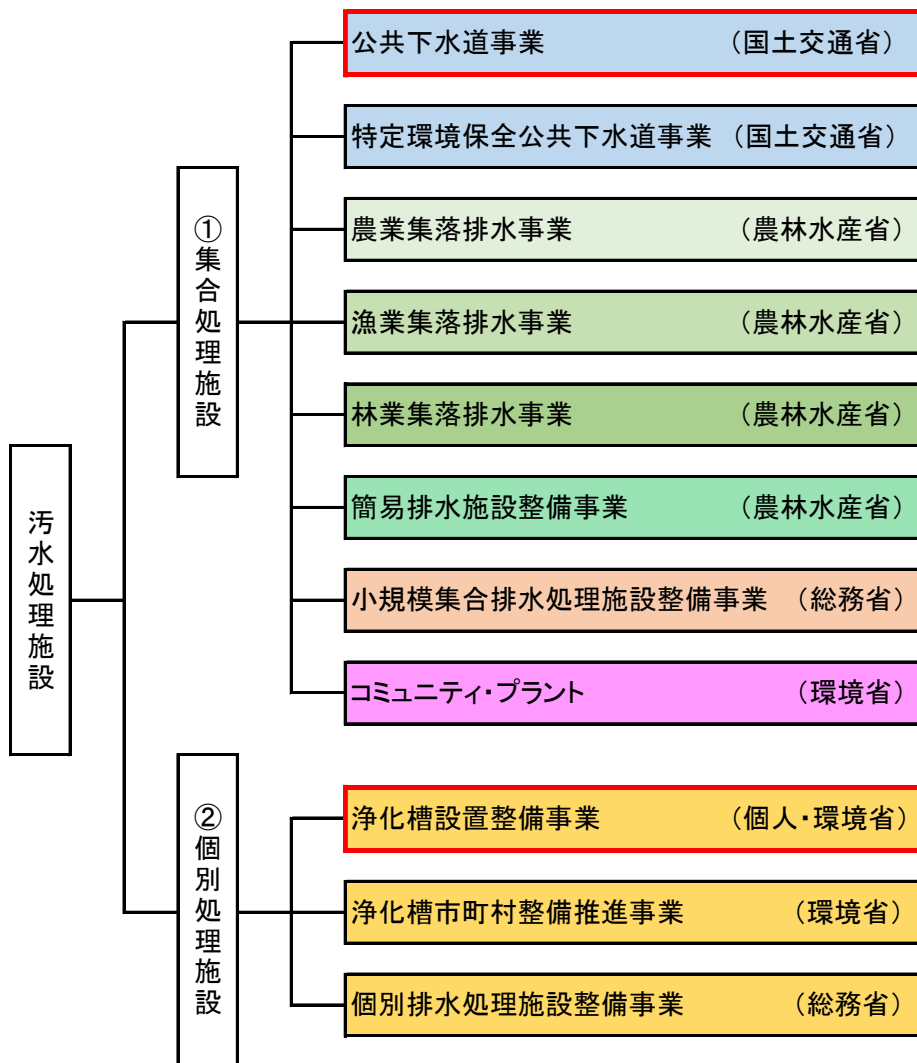 汚水処理施設
①集合処理施設
公共下水道事業 (国土交通省)
特定環境保全公共下水道事業 (国土交通省)
農業集落排水事業 (農林水産省)
漁業集落排水事業 (農林水産省)
林業集落排水事業 (農林水産省)
簡易排水施設整備事業 (農林水産省)
小規模集合排水処理施設整備事業 (総務省)
コミュニティ・プラント (環境省)
②個別処理施設
浄化槽設置整備事業 (個人・環境省)
浄化槽市町村整備推進事業 (環境省)
個別排水処理施設整備事業 (総務省)